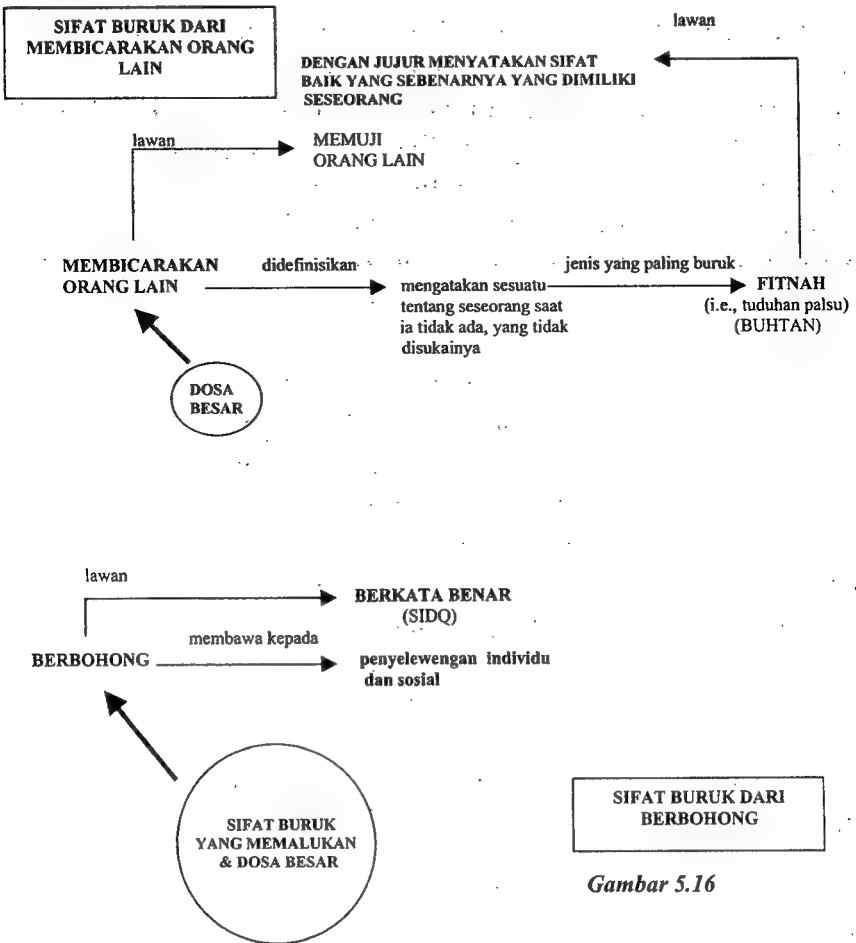 SIFAT BURUK DARI
MEMBICARAKAN ORANG
LAIN
lawan
DENGAN JUJUR MENYATAKAN SIFAT
BAIK YANG SEBENARNYA YANG DIMILIKI
SESEORANG
lawan
MEMUJI
ORANG LAIN
MEMBICARAKAN
ORANG LAIN
didefinisikan
mengatakan sesuatu
tentang seseorang saat
ia tidak ada, yang tidak
disukainya
jenis yang paling buruk
FITNAH
(i.e., tuduhan palsu)
(BUHTAN)
DOSA
BESAR
lawan
BERKATA BENAR
(SIDQ)
BERBOHONG
membawa kepada
penyelewengan individu
dan sosial
SIFAT BURUK
YANG MEMALUKAN
& DOSA BESAR
SIFAT BURUK DARI
BERBOHONG
Gambar 5.16